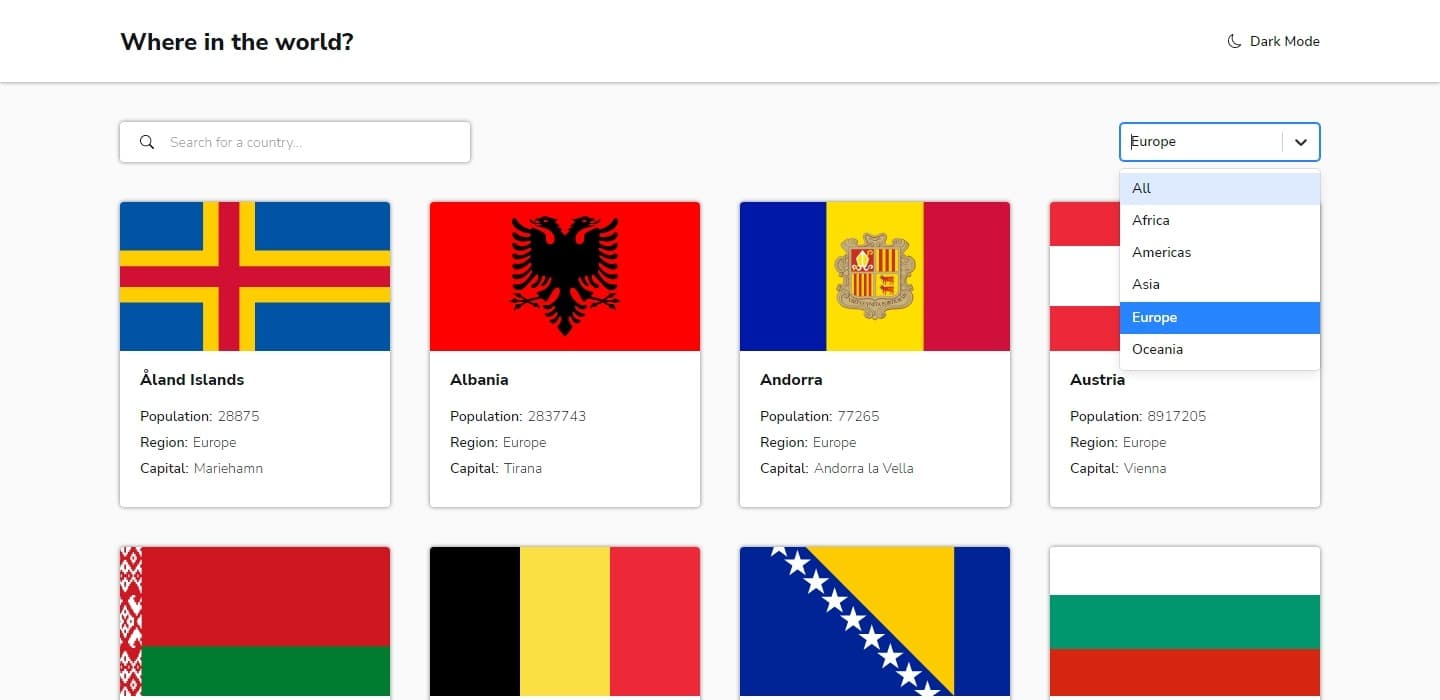 Where in the world?
Dark Mode
Search for a country...
Europe
All
Africa
Americas
Asia
Europe
Oceania
Åland Islands
Population: 28875
Region: Europe
Capital: Mariehamn
Albania
Population: 2837743
Region: Europe
Capital: Tirana
Andorra
Population: 77265
Region: Europe
Capital: Andorra la Vella
Austria
Population: 8917205
Region: Europe
Capital: Vienna